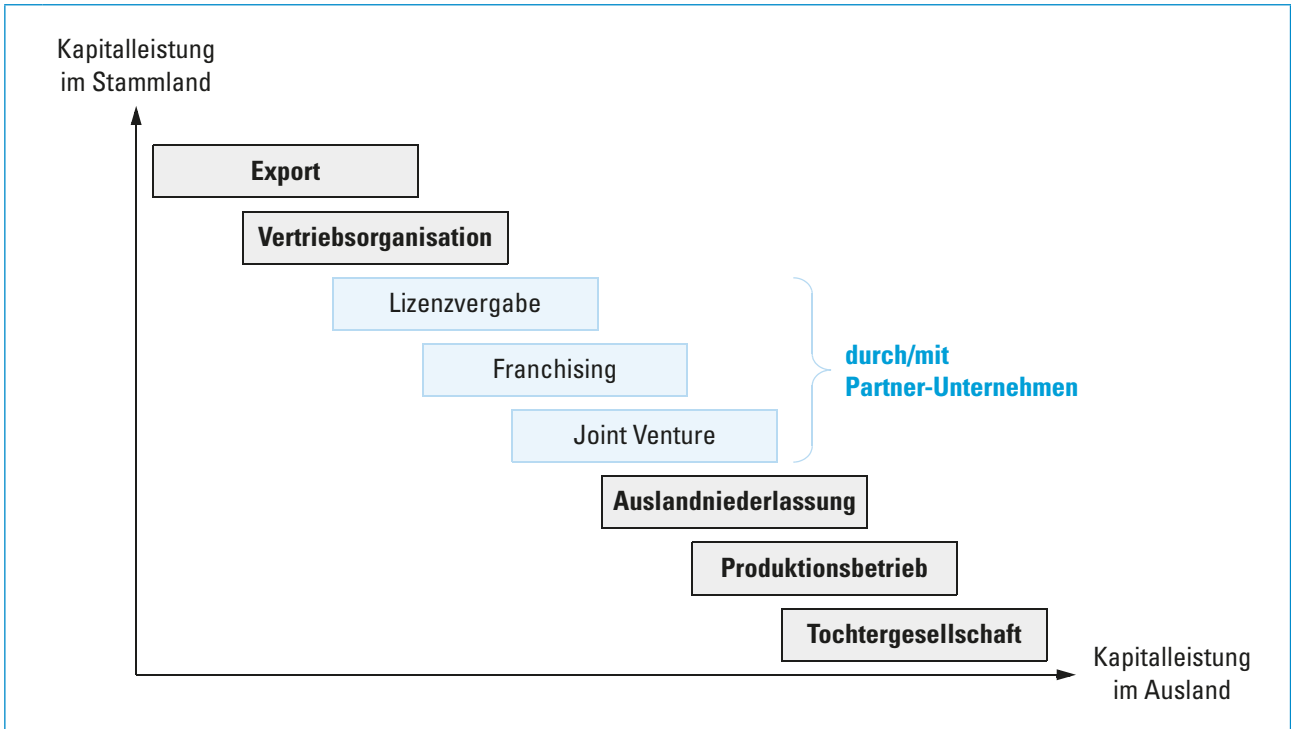 Kapitalleistung
im Stammland
Export
Vertriebsorganisation
Lizenzvergabe
Franchising
Joint Venture
durch/mit
Partner-Unternehmen
Auslandniederlassung
Produktionsbetrieb
Tochtergesellschaft
Kapitalleistung
im Ausland